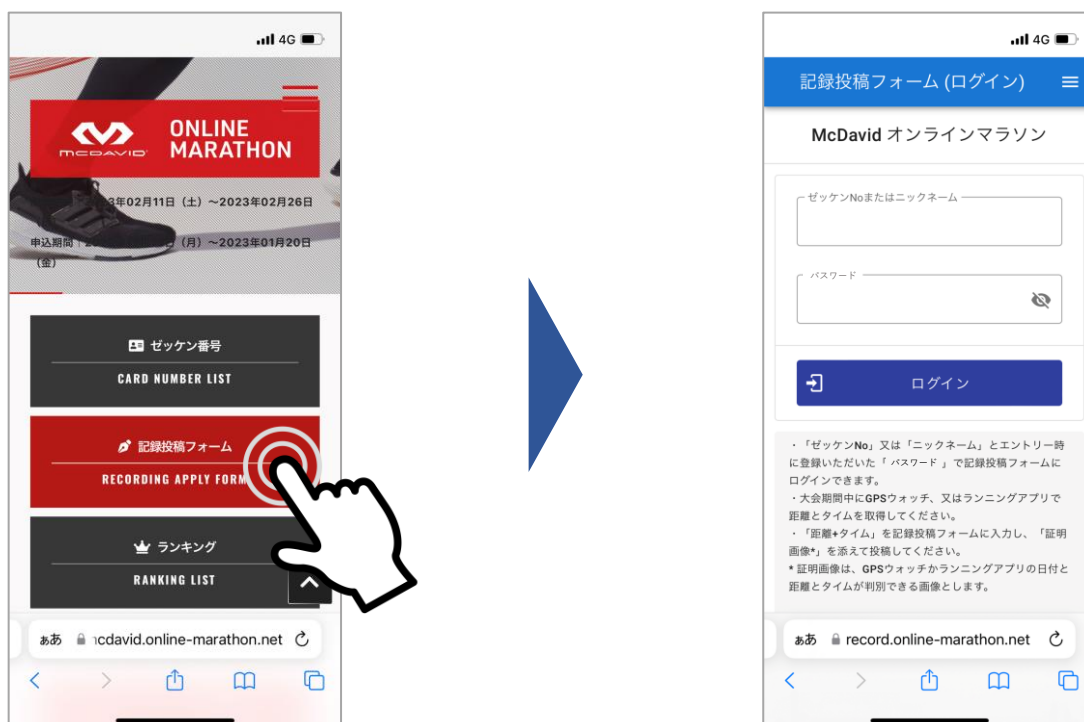 4G
McDAVID
ONLINE
MARATHON
3年02月11日（土）～2023年02月26日
申込期間
（月）～2023年01月20日
（金）
ゼッケン番号
CARD NUMBER LIST
記録投稿フォーム
RECORDING APPLY FORM
ランキング
RANKING LIST
ぁあ
cdavid.online-marathon.net
4G
記録投稿フォーム (ログイン)
McDavid オンラインマラソン
ゼッケンNoまたはニックネーム
パスワード
ログイン
・「ゼッケンNo」又は「ニックネーム」とエントリー時
に登録いただいた「 パスワード 」で記録投稿フォームに
ログインできます。
・大会期間中にGPSウォッチ、又はランニングアプリで
距離とタイムを取得してください。
・「距離+タイム」を記録投稿フォームに入力し、「証明
画像*」を添えて投稿してください。
* 証明画像は、GPSウォッチかランニングアプリの日付と
距離とタイムが判別できる画像とします。
ぁあ
record.online-marathon.net